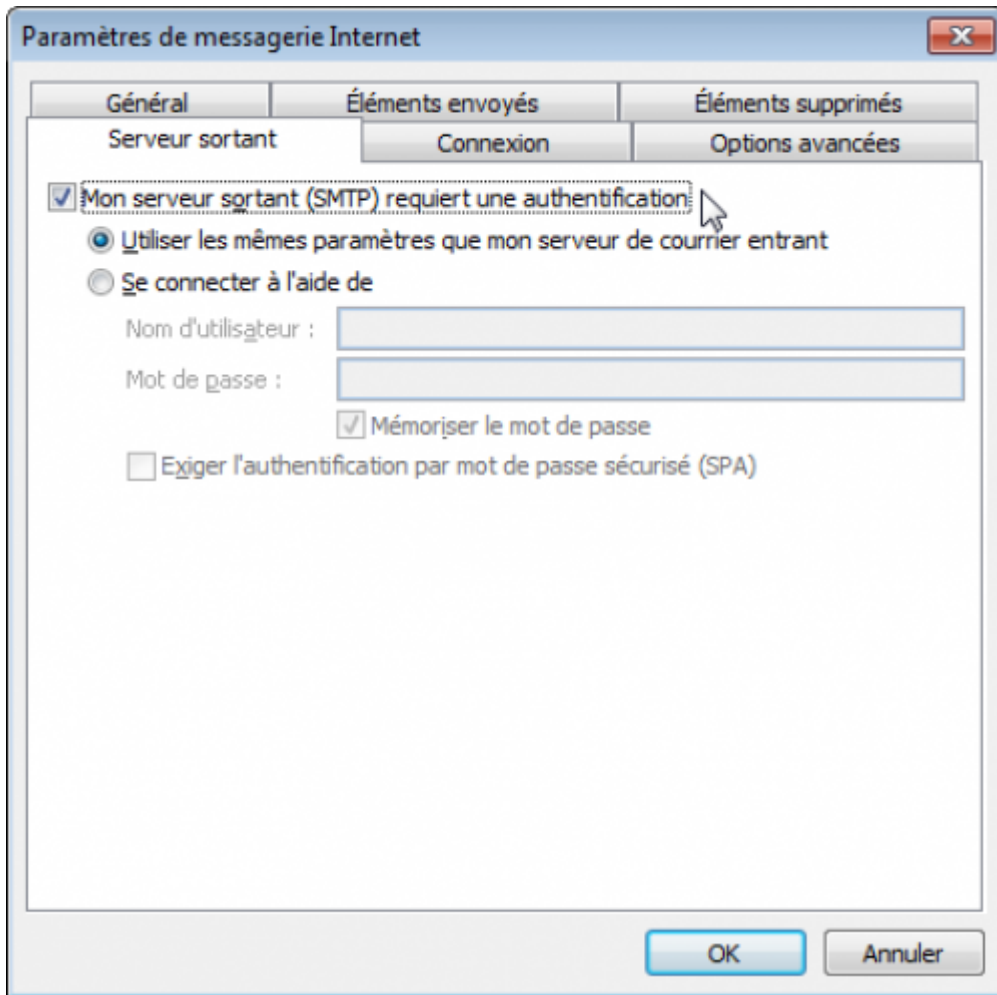 Paramètres de messagerie Internet
Général Éléments envoyés Éléments supprimés
Serveur sortant Connexion Options avancées
Mon serveur sortant (SMTP) requiert une authentification
Utiliser les mêmes paramètres que mon serveur de courrier entrant
Se connecter à l'aide de
Nom d'utilisateur :
Mot de passe :
Mémoriser le mot de passe
Exiger l'authentification par mot de passe sécurisé (SPA)
OK Annuler